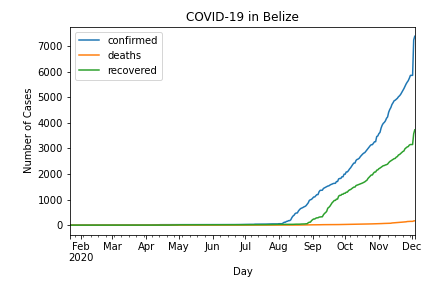 COVID-19 in Belize
confirmed
deaths
recovered
Number of Cases
7000
6000
5000
4000
3000
2000
1000
0
Feb Mar Apr May Jun Jul Aug Sep Oct Nov Dec
2020
Day